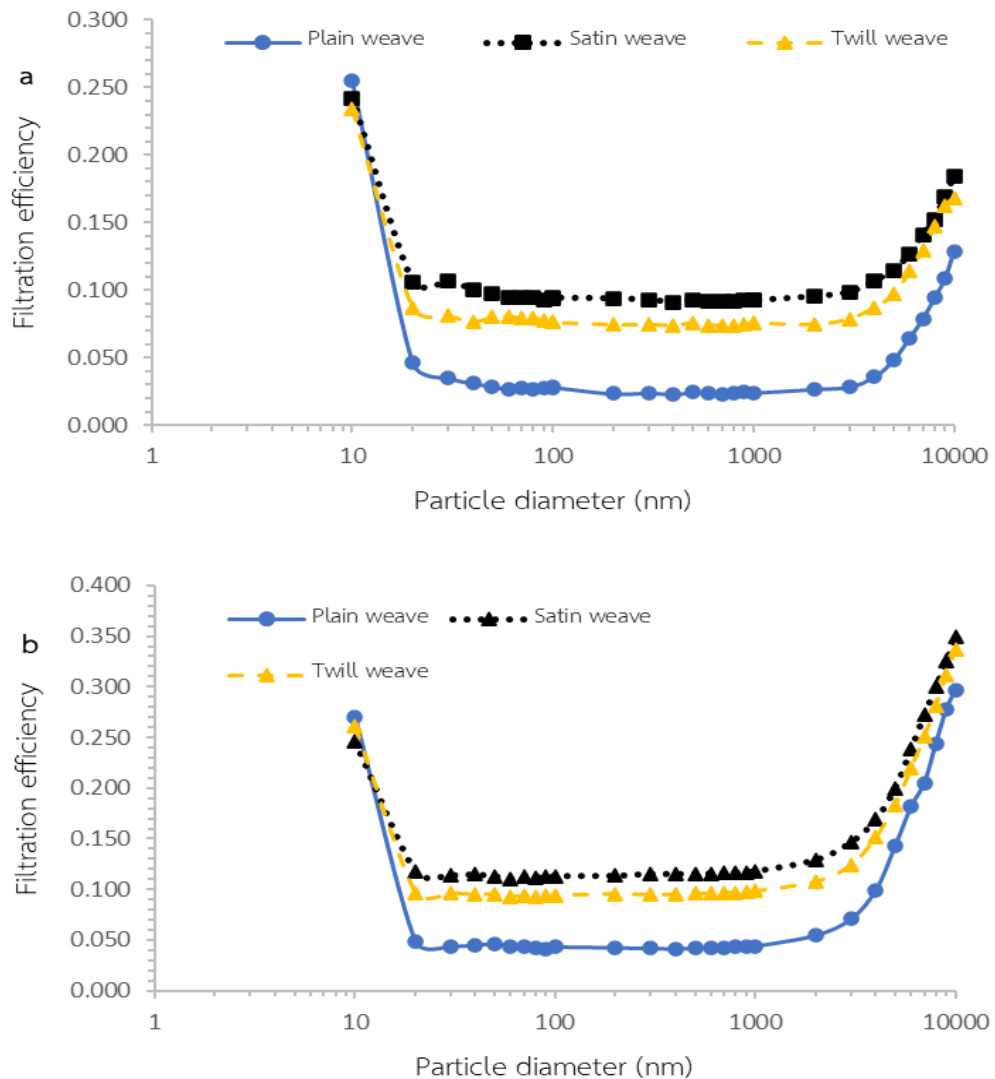 0.300
Plain weave Satin weave Twill weave
a
0.250
0.200
0.150
0.100
0.050
0.000
Filtration efficiency
1 10 100 1000 10000
Particle diameter (nm)
0.400
Plain weave Satin weave
0.350
b
Twill weave
0.300
0.250
0.200
0.150
0.100
0.050
0.000
Filtration efficiency
1 10 100 1000 10000
Particle diameter (nm)